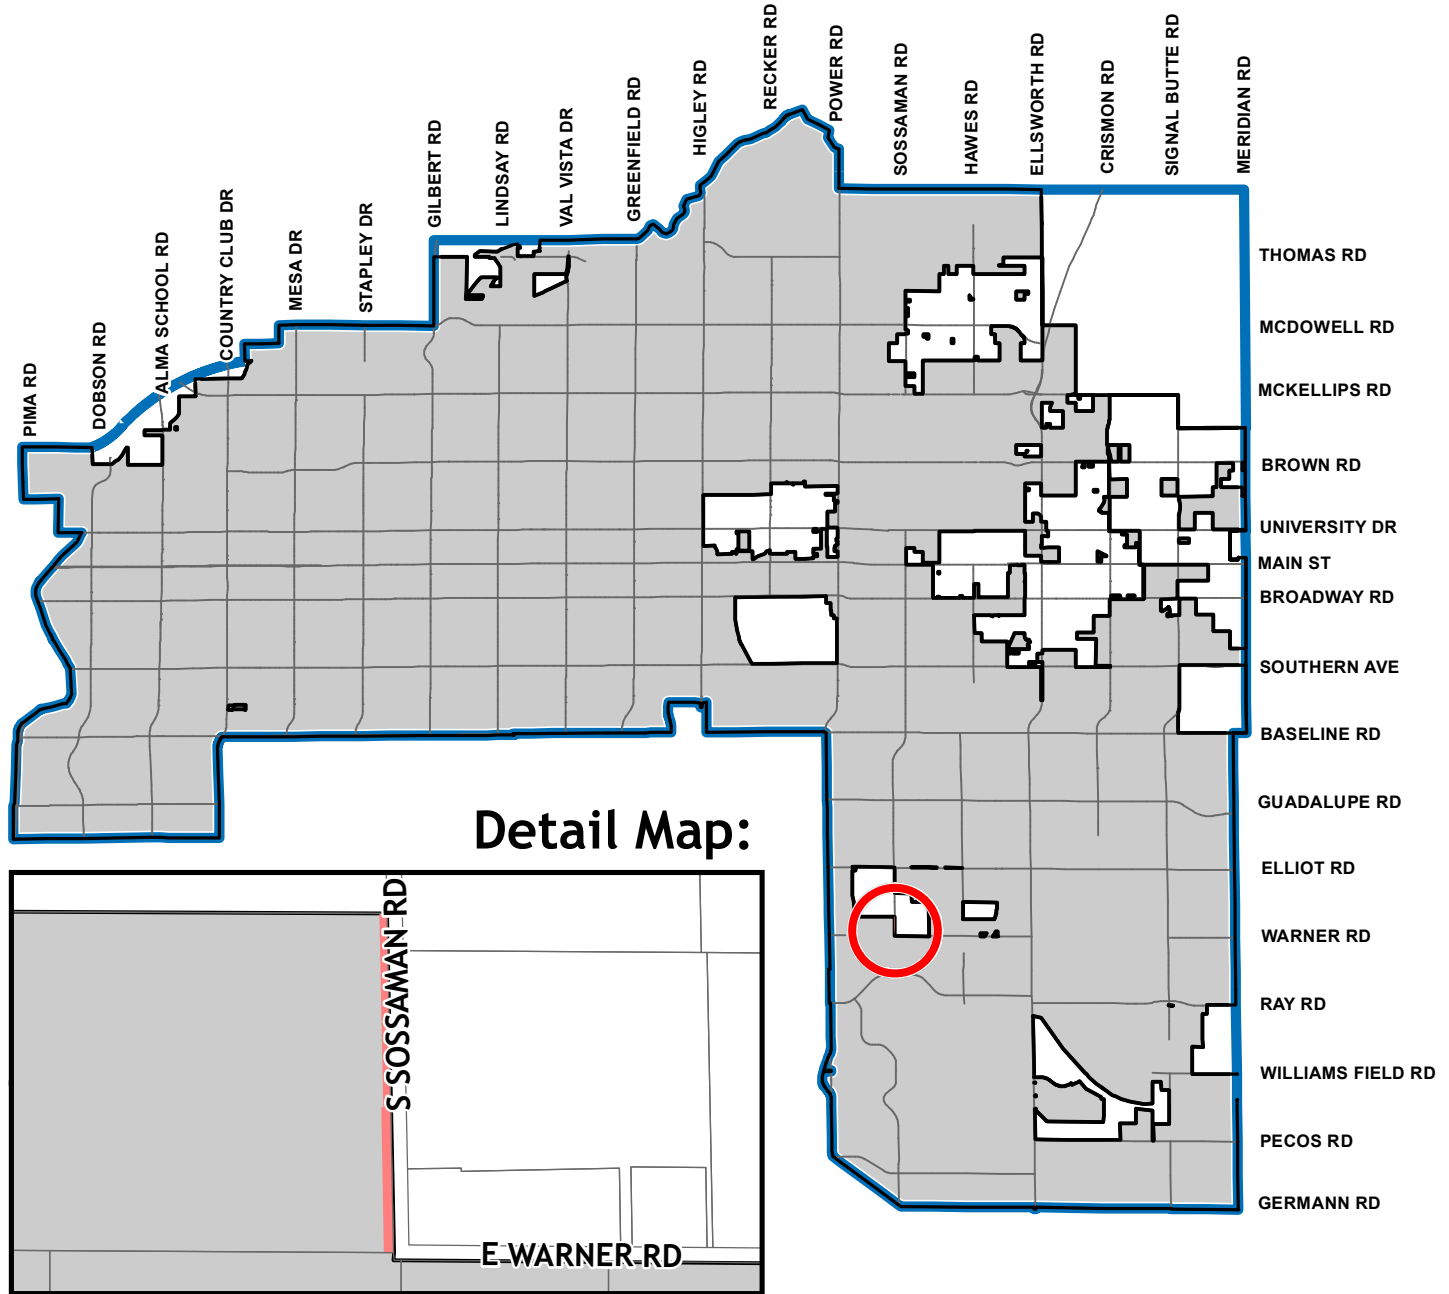 PIMA RD
DOBSON RD
ALMA SCHOOL RD
COUNTRY CLUB DR
MESA DR
STAPLEY DR
GILBERT RD
LINDSAY RD
VAL VISTA DR
GREENFIELD RD
HIGLEY RD
RECKER RD
POWER RD
SOSSAMAN RD
HAWES RD
ELLSWORTH RD
CRISMON RD
SIGNAL BUTTE RD
MERIDIAN RD
THOMAS RD
MCDOWELL RD
MCKELLIPS RD
BROWN RD
UNIVERSITY DR
MAIN ST
BROADWAY RD
SOUTHERN AVE
BASELINE RD
GUADALUPE RD
ELLIOT RD
WARNER RD
RAY RD
WILLIAMS FIELD RD
PECOS RD
GERMANN RD
Detail Map:
S SOSSAMAN RD
E WARNER RD